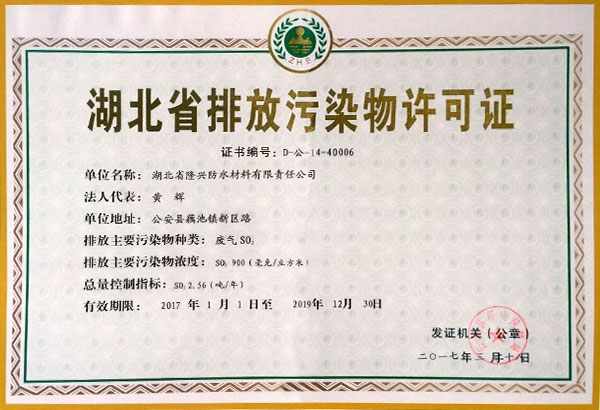 ZHB
湖北省排放污染物许可证
证书编号：D-公-14-40006
单位名称：湖北省隆兴防水材料有限责任公司
法人代表：黄 辉
单位地址：公安县藕池镇新区路
排放主要污染物种类：废气SO₂
排放主要污染物浓度：SO₂ 900（毫克/立方米）
总量控制指标：SO₂ 2.56（吨/年）
有效期限：2017 年 1 月 1 日至 2019年 12月 30日
发证机关（公章）
二〇一七年三月十日